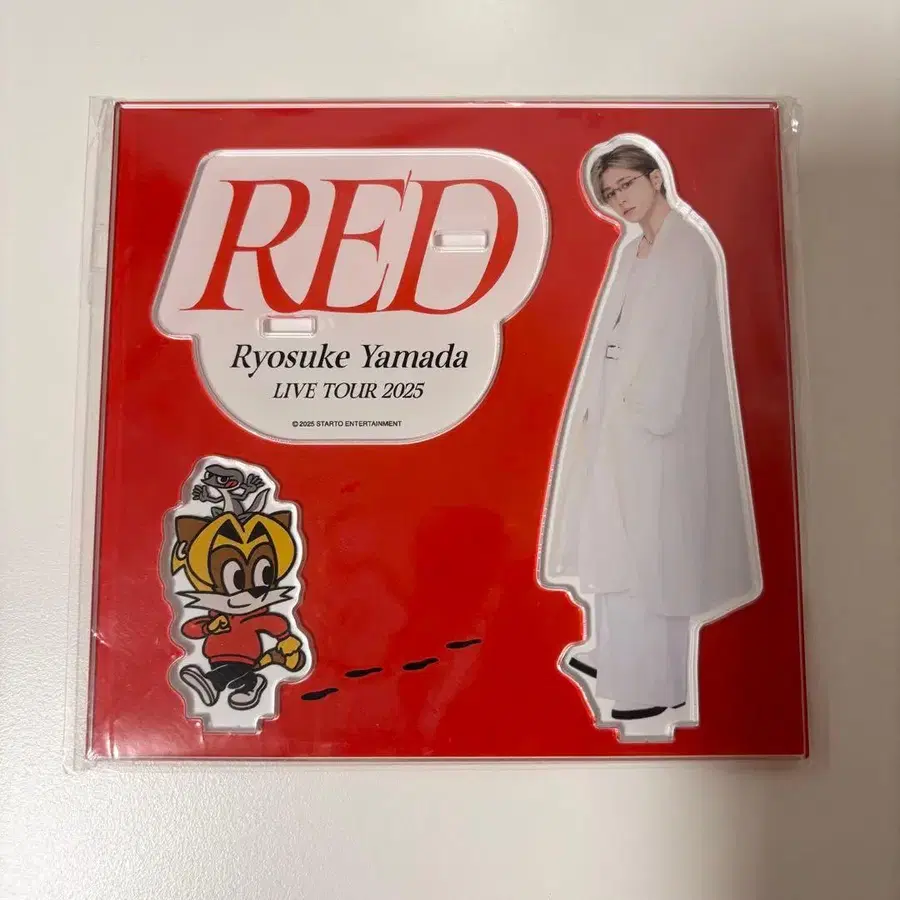 RED
Ryosuke Yamada
LIVE TOUR 2025
© 2025 STARTO ENTERTAINMENT